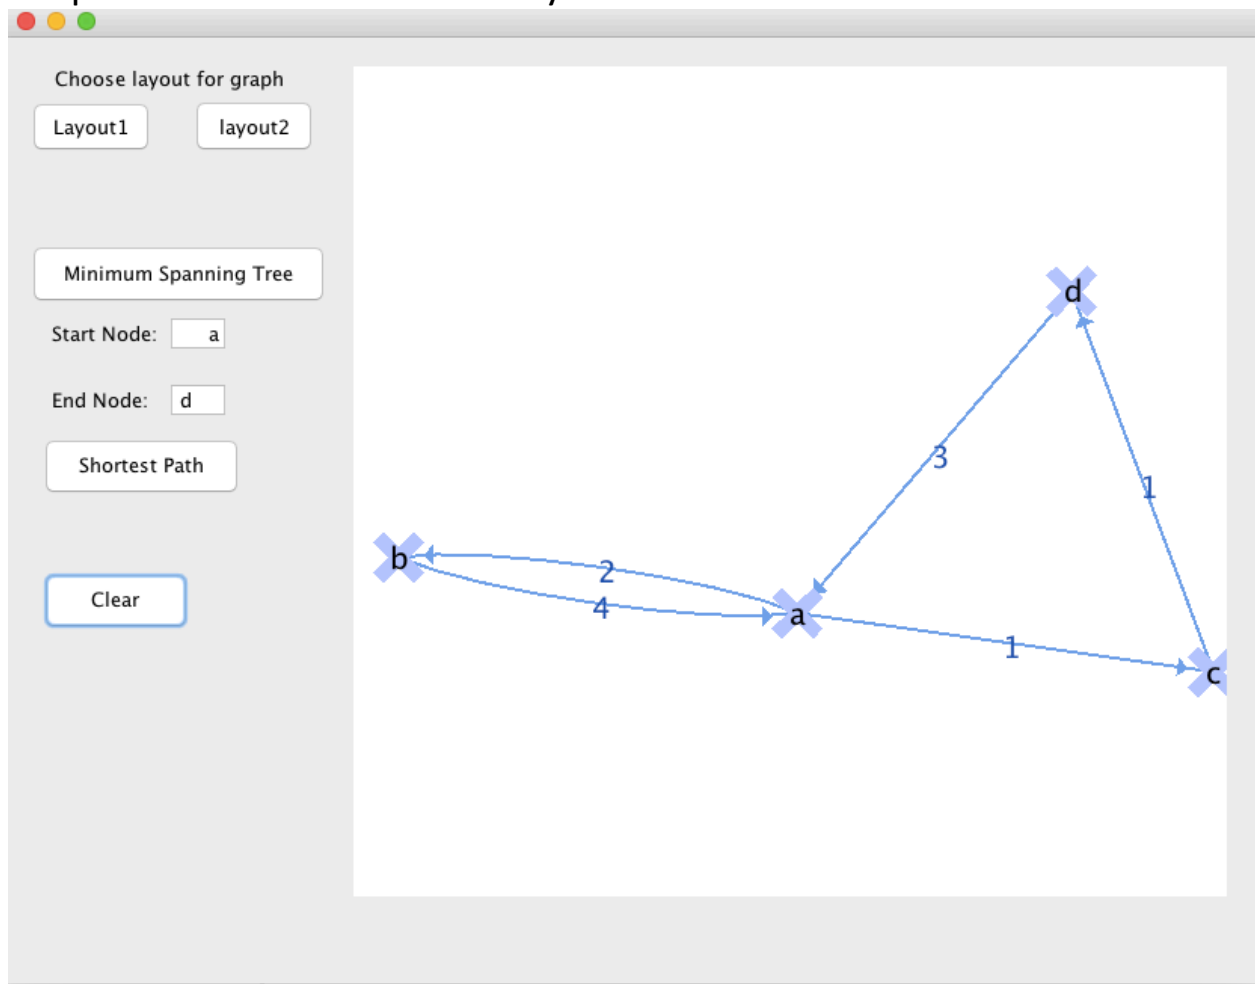 Choose layout for graph
Layout1 layout2
Minimum Spanning Tree
Start Node: a
End Node: d
Shortest Path
Clear
d
3
1
b
2
4
a
1
c